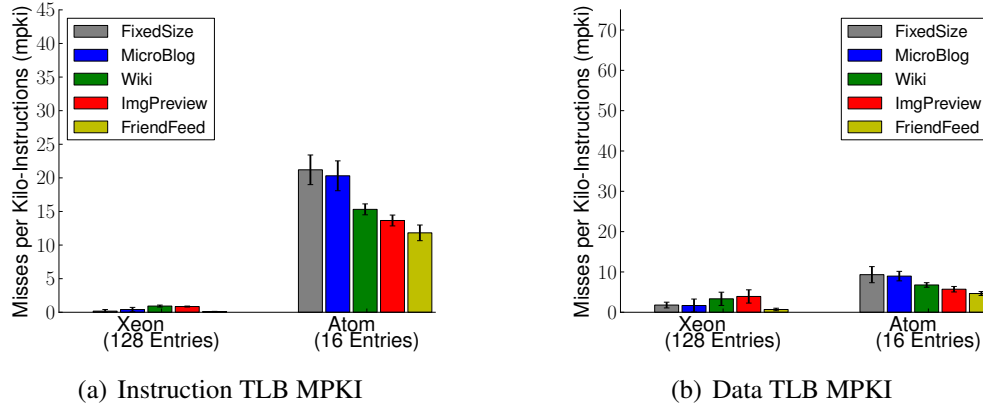 Misses per Kilo-Instructions (mpki)
45
40
35
30
25
20
15
10
5
0
FixedSize
MicroBlog
Wiki
ImgPreview
FriendFeed
Xeon
(128 Entries)
Atom
(16 Entries)
(a) Instruction TLB MPKI
Misses per Kilo-Instructions (mpki)
70
60
50
40
30
20
10
0
FixedSize
MicroBlog
Wiki
ImgPreview
FriendFeed
Xeon
(128 Entries)
Atom
(16 Entries)
(b) Data TLB MPKI